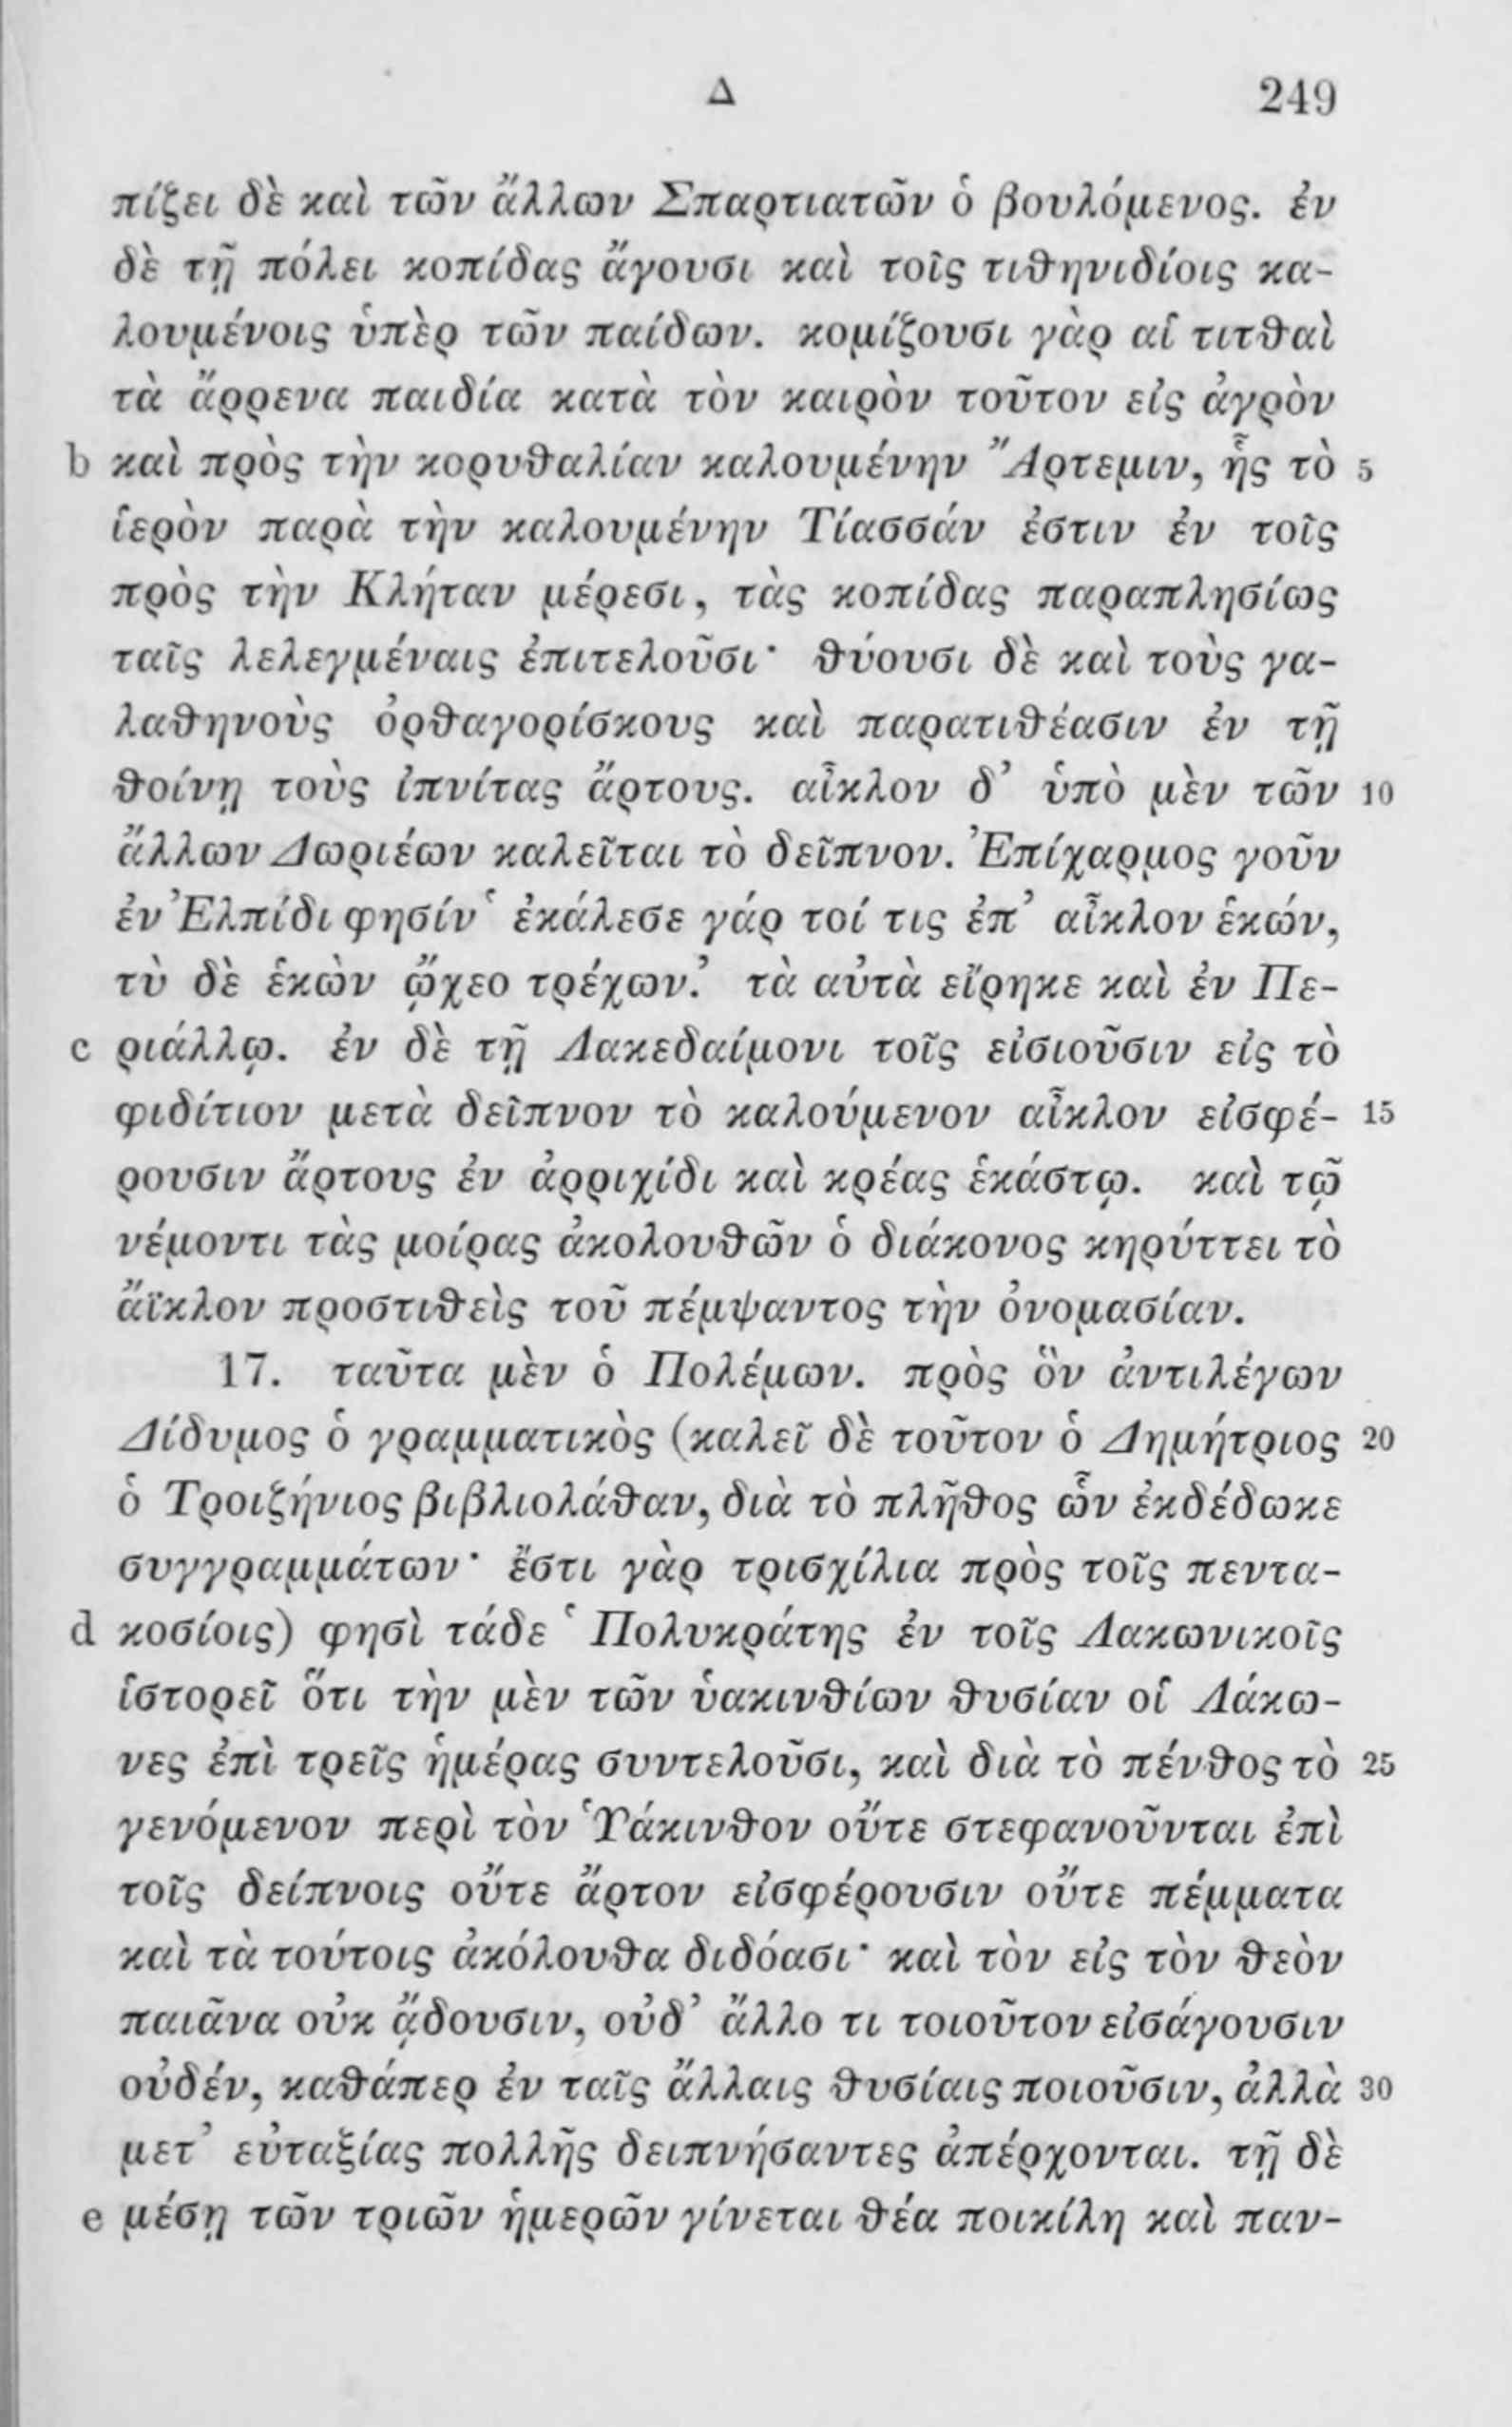 Δ 249
πίζει δὲ καὶ τῶν ἄλλων Σπαρτιατῶν ὁ βουλόμενος. ἐν
δὲ τῇ πόλει κοπίδας ἄγουσι καὶ τοῖς τιθηνιδίοις κα-
λουμένοις ὑπὲρ τῶν παίδων. κομίζουσι γὰρ αἱ τιτθαὶ
τὰ ἄρρενα παιδία κατὰ τὸν καιρὸν τοῦτον εἰς ἀγρὸν
b καὶ πρὸς τὴν κορυθαλίαν καλουμένην Ἄρτεμιν, ἧς τὸ 5
ἱερὸν παρὰ τὴν καλουμένην Τίασσάν ἐστιν ἐν τοῖς
πρὸς τὴν Κλήταν μέρεσι, τὰς κοπίδας παραπλησίως
ταῖς λελεγμέναις ἐπιτελοῦσι· θύουσι δὲ καὶ τοὺς γα-
λαθηνοὺς ὀρθαγορίσκους καὶ παρατιθέασιν ἐν τῇ
θοίνῃ τοὺς ἰπνίτας ἄρτους. αἶκλον δ’ ὑπὸ μὲν τῶν 10
ἄλλων Δωριέων καλεῖται τὸ δεῖπνον. Ἐπίχαρμος γοῦν
ἐν Ἐλπίδι φησίν ‘ ἐκάλεσε γάρ τοί τις ἐπ’ αἶκλον ἑκών,
τὺ δὲ ἑκὼν ᾤχεο τρέχων.’ τὰ αὐτὰ εἴρηκε καὶ ἐν Πε-
c ριάλλῳ. ἐν δὲ τῇ Λακεδαίμονι τοῖς εἰσιοῦσιν εἰς τὸ
φιδίτιον μετὰ δεῖπνον τὸ καλούμενον αἶκλον εἰσφέ- 15
ρουσιν ἄρτους ἐν ἀρριχίδι καὶ κρέας ἑκάστῳ. καὶ τῷ
νέμοντι τὰς μοίρας ἀκολουθῶν ὁ διάκονος κηρύττει τὸ
ἄϊκλον προστιθεὶς τοῦ πέμψαντος τὴν ὀνομασίαν.
17. ταῦτα μὲν ὁ Πολέμων. πρὸς ὃν ἀντιλέγων
Δίδυμος ὁ γραμματικὸς (καλεῖ δὲ τοῦτον ὁ Δημήτριος 20
ὁ Τροιζήνιος βιβλιολάθαν, διὰ τὸ πλῆθος ὧν ἐκδέδωκε
συγγραμμάτων· ἔστι γὰρ τρισχίλια πρὸς τοῖς πεντα-
d κοσίοις) φησὶ τάδε ‘ Πολυκράτης ἐν τοῖς Λακωνικοῖς
ἱστορεῖ ὅτι τὴν μὲν τῶν ὑακινθίων θυσίαν οἱ Λάκω-
νες ἐπὶ τρεῖς ἡμέρας συντελοῦσι, καὶ διὰ τὸ πένθος τὸ 25
γενόμενον περὶ τὸν Ὑάκινθον οὔτε στεφανοῦνται ἐπὶ
τοῖς δείπνοις οὔτε ἄρτον εἰσφέρουσιν οὔτε πέμματα
καὶ τὰ τούτοις ἀκόλουθα διδόασι· καὶ τὸν εἰς τὸν θεὸν
παιᾶνα οὐκ ᾄδουσιν, οὐδ’ ἄλλο τι τοιοῦτον εἰσάγουσιν
οὐδέν, καθάπερ ἐν ταῖς ἄλλαις θυσίαις ποιοῦσιν, ἀλλὰ 30
μετ’ εὐταξίας πολλῆς δειπνήσαντες ἀπέρχονται. τῇ δὲ
e μέσῃ τῶν τριῶν ἡμερῶν γίνεται θέα ποικίλη καὶ παν-